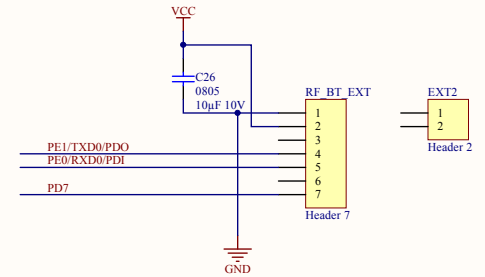 VCC
C26
0805
10µF 10V
RF_BT_EXT
1
2
3
4
5
6
7
Header 7
EXT2
1
2
Header 2
PE1/TXD0/PDO
PE0/RXD0/PDI
PD7
GND